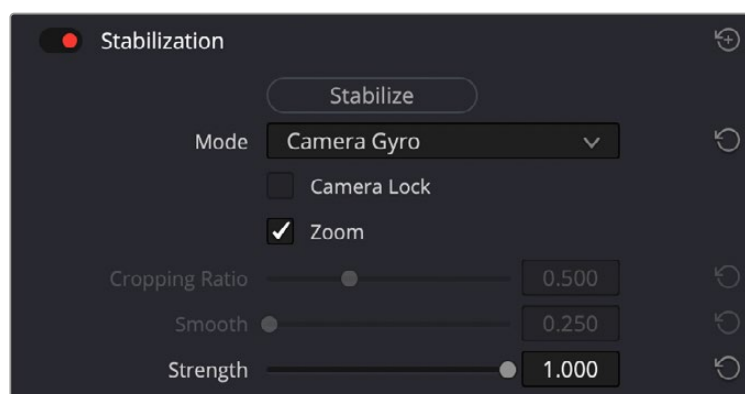 Stabilization
Stabilize
Mode Camera Gyro
Camera Lock
Zoom
Cropping Ratio 0.500
Smooth 0.250
Strength 1.000